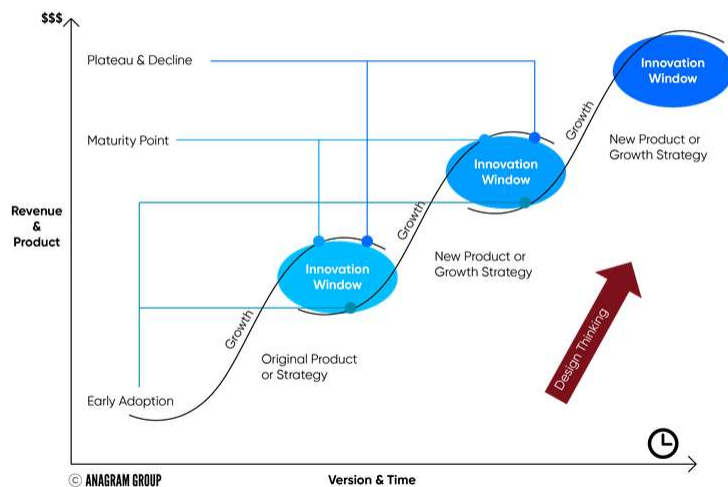 $$$
Plateau & Decline
Maturity Point
Revenue
&
Product
Early Adoption
Growth
Innovation
Window
Original Product
or Strategy
Growth
Innovation
Window
New Product or
Growth Strategy
Growth
Innovation
Window
New Product or
Growth Strategy
Design Thinking
© ANAGRAM GROUP
Version & Time